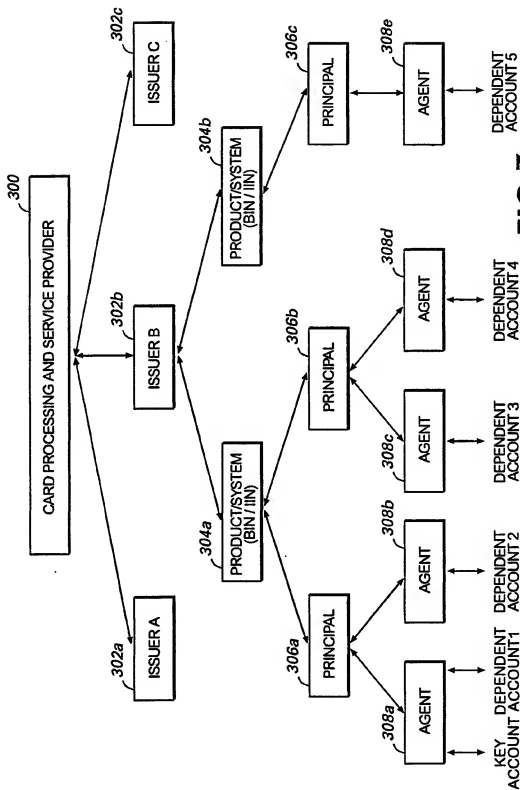 300
CARD PROCESSING AND SERVICE PROVIDER
302a
ISSUER A
302b
ISSUER B
302c
ISSUER C
304a
PRODUCT/SYSTEM
(BIN / IIN)
304b
PRODUCT/SYSTEM
(BIN / IIN)
306a
PRINCIPAL
306b
PRINCIPAL
306c
PRINCIPAL
308a
AGENT
308b
AGENT
308c
AGENT
308d
AGENT
308e
AGENT
KEY
ACCOUNT
DEPENDENT
ACCOUNT1
DEPENDENT
ACCOUNT 2
DEPENDENT
ACCOUNT 3
DEPENDENT
ACCOUNT 4
DEPENDENT
ACCOUNT 5